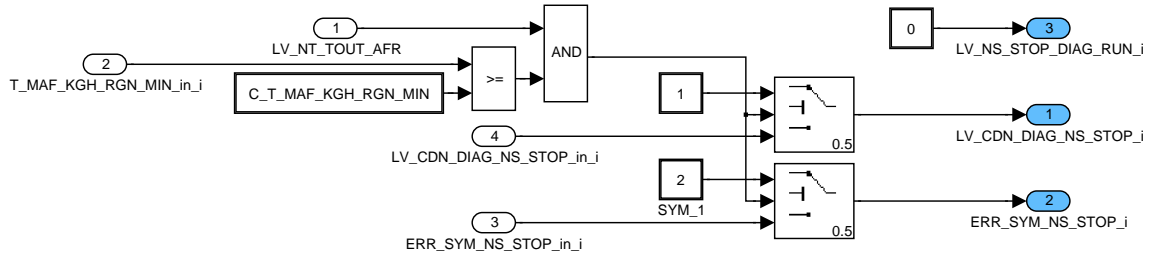 1
LV_NT_TOUT_AFR
2
T_MAF_KGH_RGN_MIN_in_i
>=
C_T_MAF_KGH_RGN_MIN
AND
0
3
LV_NS_STOP_DIAG_RUN_i
1
4
LV_CDN_DIAG_NS_STOP_in_i
0.5
1
LV_CDN_DIAG_NS_STOP_i
2
SYM_1
3
ERR_SYM_NS_STOP_in_i
0.5
2
ERR_SYM_NS_STOP_i